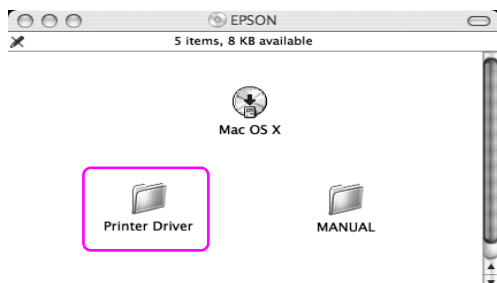 EPSON
5 items, 8 KB available
Mac OS X
Printer Driver
MANUAL